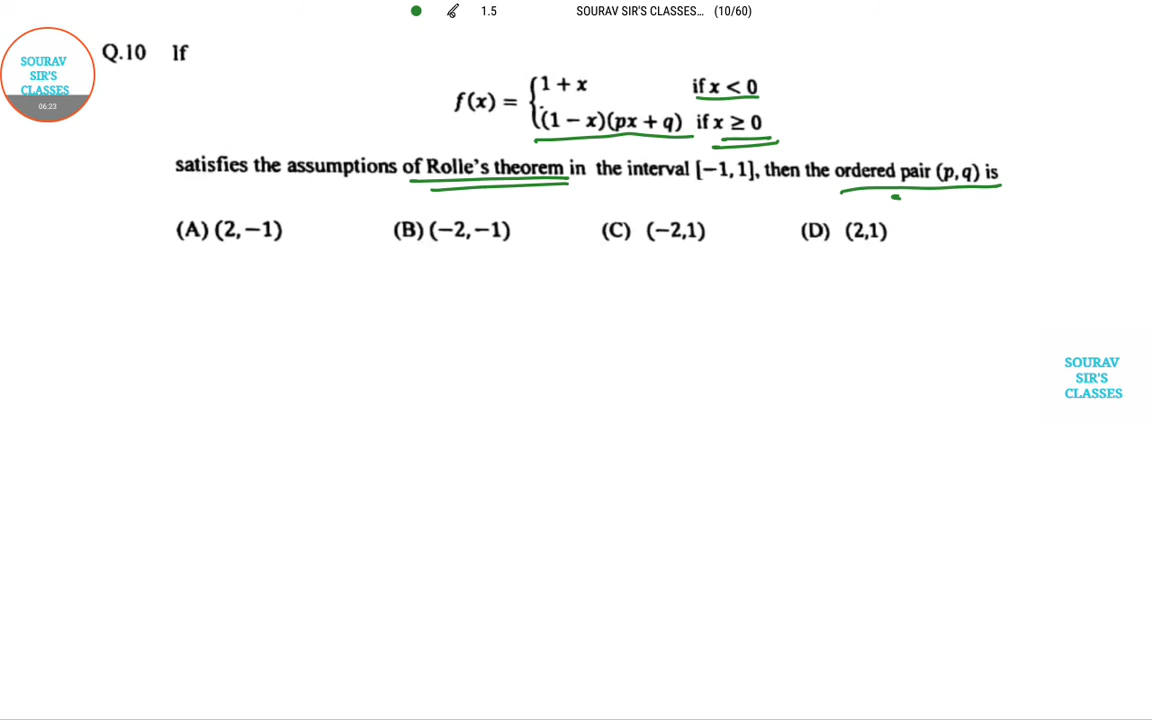 1.5 SOURAV SIR'S CLASSES... (10/60)
SOURAV
SIR'S
CLASSES
06:23
Q.10 If
f(x) = { 1 + x if x < 0
(1 − x)(px + q) if x ≥ 0
satisfies the assumptions of Rolle's theorem in the interval [−1, 1], then the ordered pair (p, q) is
(A) (2, −1) (B) (−2, −1) (C) (−2,1) (D) (2,1)
SOURAV
SIR'S
CLASSES